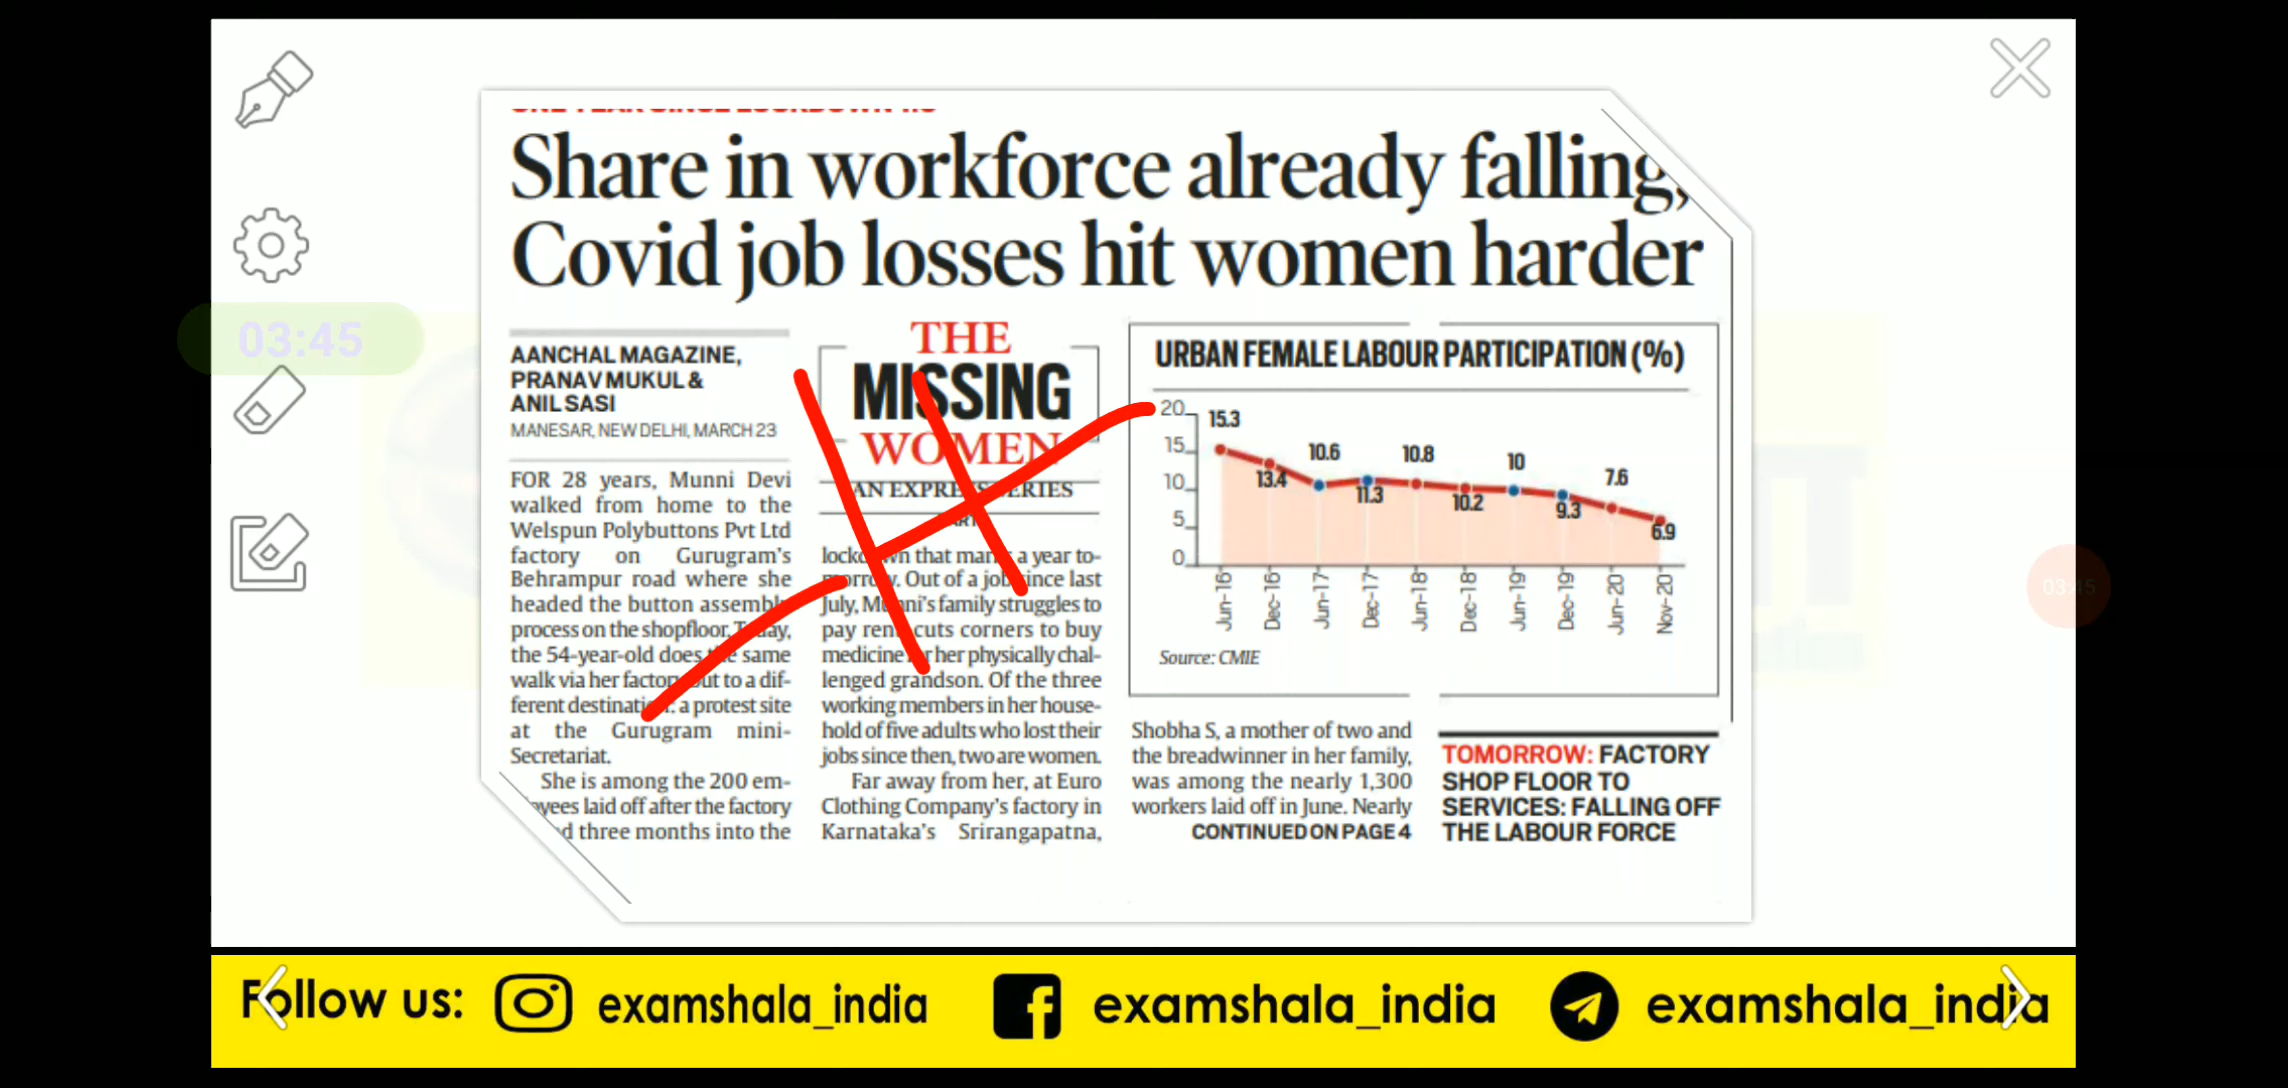 Share in workforce already falling,
Covid job losses hit women harder
03:45
AANCHAL MAGAZINE,
PRANAV MUKUL &
ANIL SASI
MANESAR, NEW DELHI, MARCH 23
FOR 28 years, Munni Devi
walked from home to the
Welspun Polybuttons Pvt Ltd
factory on Gurugram's
Behrampur road where she
headed the button assembly
process on the shopfloor. Today,
the 54-year-old does the same
walk via her factory but to a dif-
ferent destination: a protest site
at the Gurugram mini-
Secretariat.
She is among the 200 em-
laid off after the factory
three months into the
THE
MISSING
WOMEN
AN EXPRESS SERIES
lockdown that marks a year to-
morrow. Out of a job since last
July, Munni's family struggles to
pay rent, cuts corners to buy
medicine for her physically chal-
lenged grandson. Of the three
working members in her house-
hold of five adults who lost their
jobs since then, two are women.
Far away from her, at Euro
Clothing Company's factory in
Karnataka's Srirangapatna,
URBAN FEMALE LABOUR PARTICIPATION (%)
20
15
10
5
0
15.3
13.4
10.6
11.3
10.8
10.2
10
9.3
7.6
6.9
Jun-16
Dec-16
Jun-17
Dec-17
Jun-18
Dec-18
Jun-19
Dec-19
Jun-20
Nov-20
Source: CMIE
Shobha S, a mother of two and
the breadwinner in her family,
was among the nearly 1,300
workers laid off in June. Nearly
CONTINUED ON PAGE 4
TOMORROW: FACTORY
SHOP FLOOR TO
SERVICES: FALLING OFF
THE LABOUR FORCE
03:45
Follow us: examshala_india examshala_india examshala_india